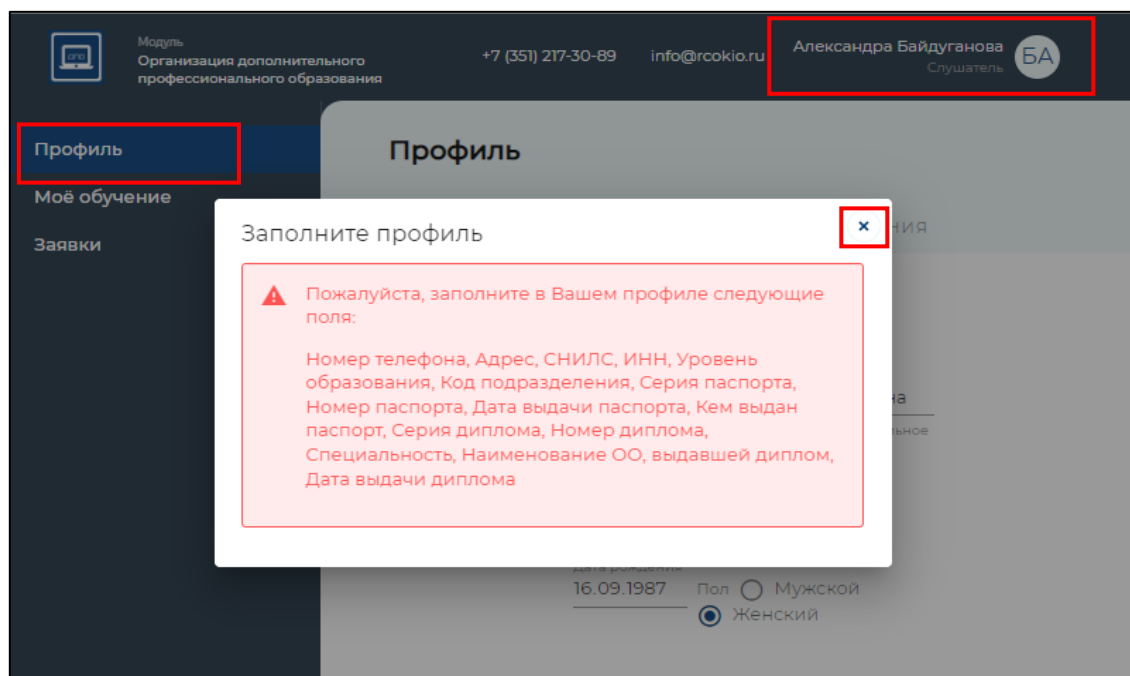 Модуль
Организация дополнительного
профессионального образования
+7 (351) 217-30-89
info@rcokio.ru
Александра Байдуганова
Слушатель
БА
Профиль
Моё обучение
Заявки
Профиль
Заполните профиль
Пожалуйста, заполните в Вашем профиле следующие
поля:
Номер телефона, Адрес, СНИЛС, ИНН, Уровень
образования, Код подразделения, Серия паспорта,
Номер паспорта, Дата выдачи паспорта, Кем выдан
паспорт, Серия диплома, Номер диплома,
Специальность, Наименование ОО, выдавшей диплом,
Дата выдачи диплома
Дата рождения
16.09.1987
Пол
Мужской
Женский